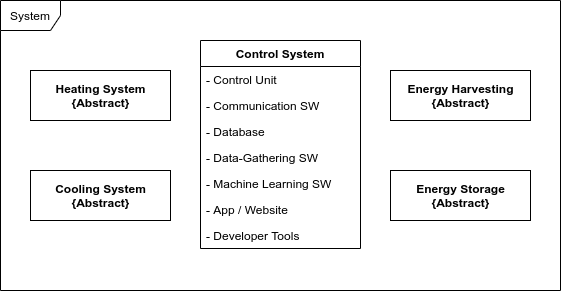 System
Heating System
{Abstract}
Cooling System
{Abstract}
Control System
- Control Unit
- Communication SW
- Database
- Data-Gathering SW
- Machine Learning SW
- App / Website
- Developer Tools
Energy Harvesting
{Abstract}
Energy Storage
{Abstract}